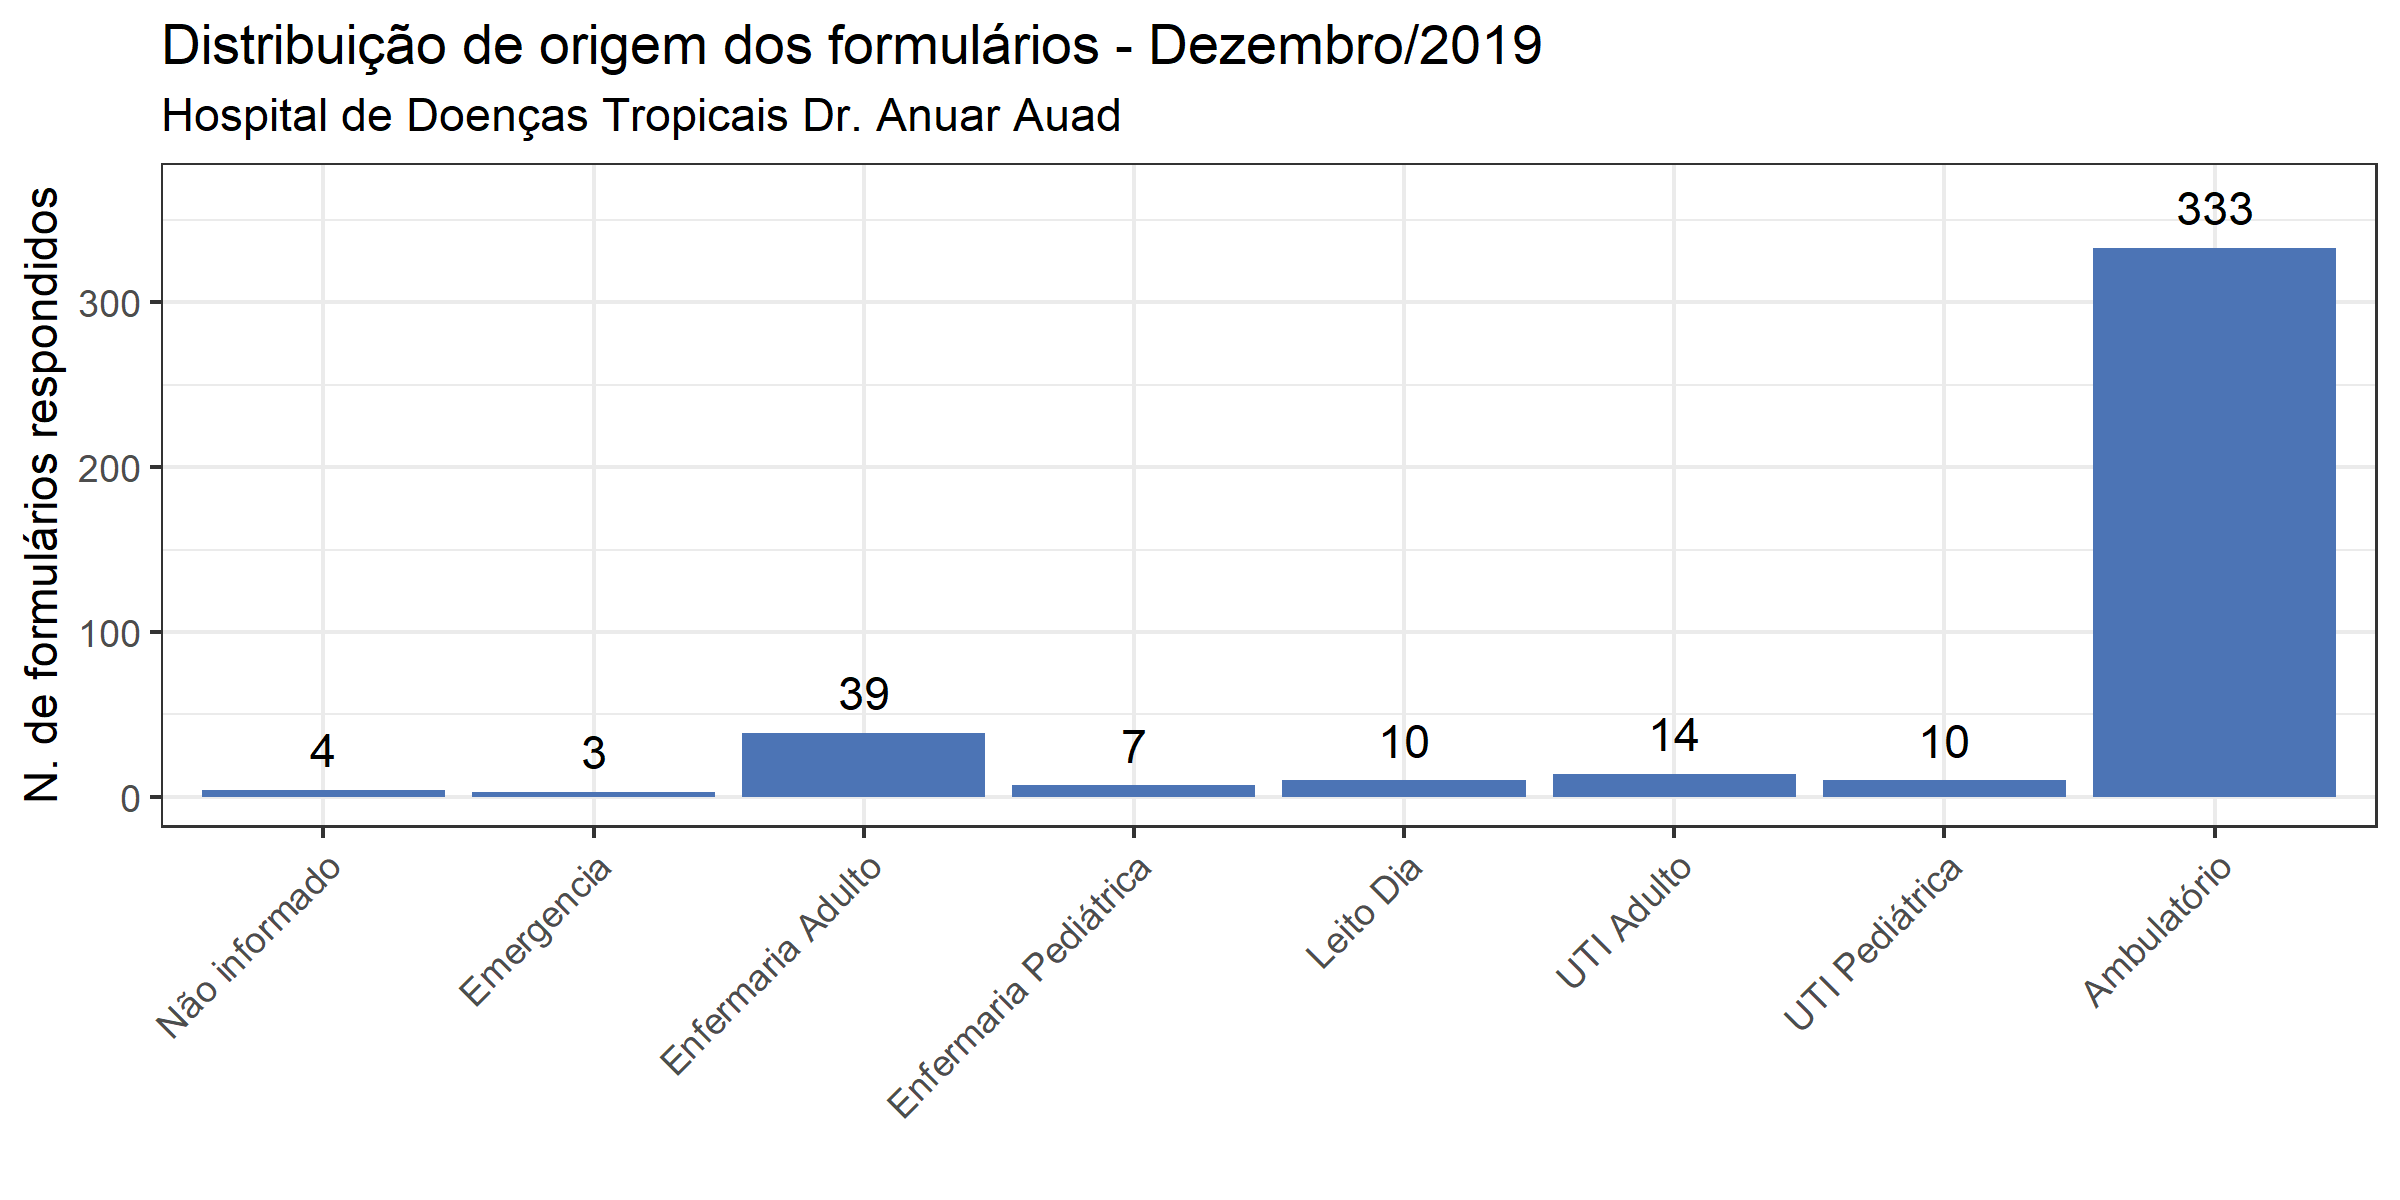 Distribuição de origem dos formulários - Dezembro/2019
Hospital de Doenças Tropicais Dr. Anuar Auad
N. de formulários respondidos
300
200
100
0
4
3
39
7
10
14
10
333
Não informado
Emergencia
Enfermaria Adulto
Enfermaria Pediátrica
Leito Dia
UTI Adulto
UTI Pediátrica
Ambulatório